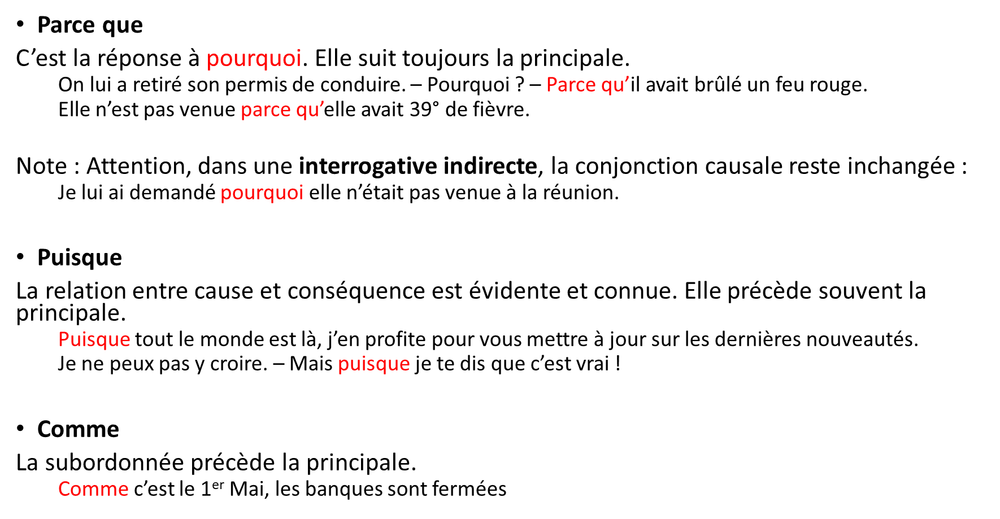 • Parce que
C’est la réponse à pourquoi. Elle suit toujours la principale.
On lui a retiré son permis de conduire. – Pourquoi ? – Parce qu’il avait brûlé un feu rouge.
Elle n’est pas venue parce qu’elle avait 39° de fièvre.
Note : Attention, dans une interrogative indirecte, la conjonction causale reste inchangée :
Je lui ai demandé pourquoi elle n’était pas venue à la réunion.
• Puisque
La relation entre cause et conséquence est évidente et connue. Elle précède souvent la
principale.
Puisque tout le monde est là, j’en profite pour vous mettre à jour sur les dernières nouveautés.
Je ne peux pas y croire. – Mais puisque je te dis que c’est vrai !
• Comme
La subordonnée précède la principale.
Comme c’est le 1er Mai, les banques sont fermées